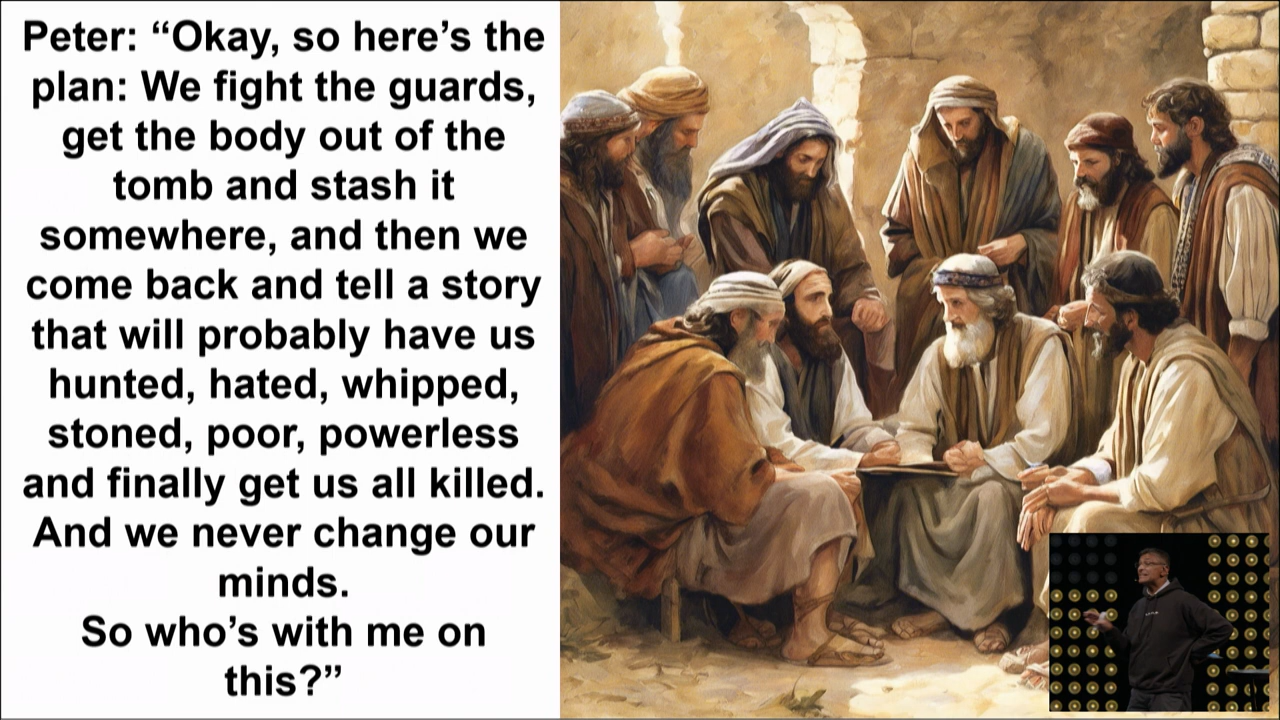 Peter: “Okay, so here’s the
plan: We fight the guards,
get the body out of the
tomb and stash it
somewhere, and then we
come back and tell a story
that will probably have us
hunted, hated, whipped,
stoned, poor, powerless
and finally get us all killed.
And we never change our
minds.
So who’s with me on
this?”